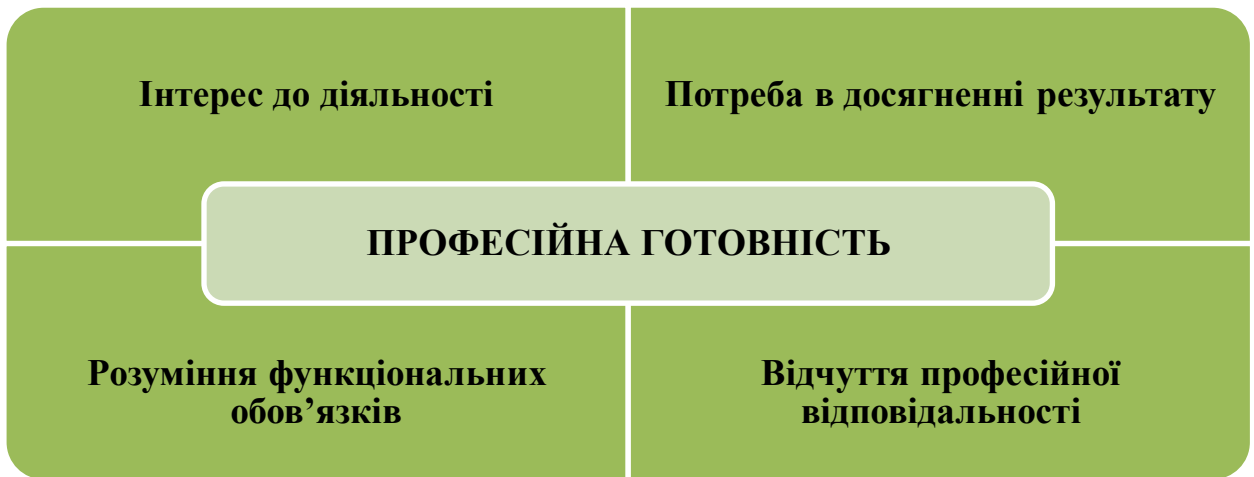 Інтерес до діяльності
Потреба в досягненні результату
ПРОФЕСІЙНА ГОТОВНІСТЬ
Розуміння функціональних
обов’язків
Відчуття професійної
відповідальності